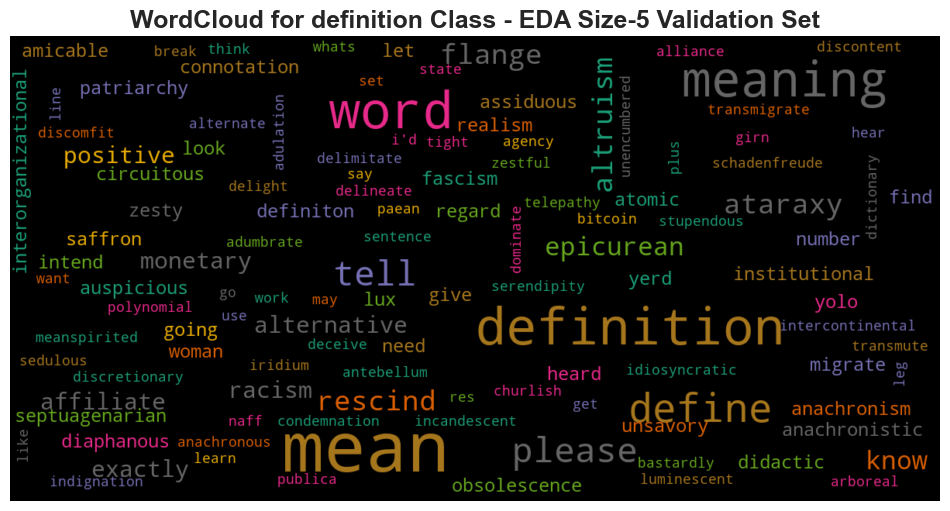 WordCloud for definition Class - EDA Size-5 Validation Set
amicable break think whats let flange state alliance discontent
connotation set meaning
interorganizational line patriarchy word assiduous altruism unencumbered transmigrate
discomfit alternate adulation i'd tight realism agency girn hear
positive look delimitate zestful plus schadenfreude dictionary
circuitous say fascism
delight delineate telepathy atomic ataraxy find
zesty definiton paean regard dominate bitcoin stupendous
saffron adumbrate sentence epicurean number
intend monetary
want auspicious go tell serendipity yerd institutional
polynomial work may lux give yolo
use definition
meanspirited going alternative deceive need intercontinental
woman transmute
sedulous iridium antebellum heard idiosyncratic migrate leg
discretionary
affiliate racism rescind res churlish get define anachronism
septuagenarian naff condemnation incandescent unsavory anachronistic
like diaphanous anachronous mean please
exactly learn bastardly didactic know
indignation publica obsolescence luminescent arboreal